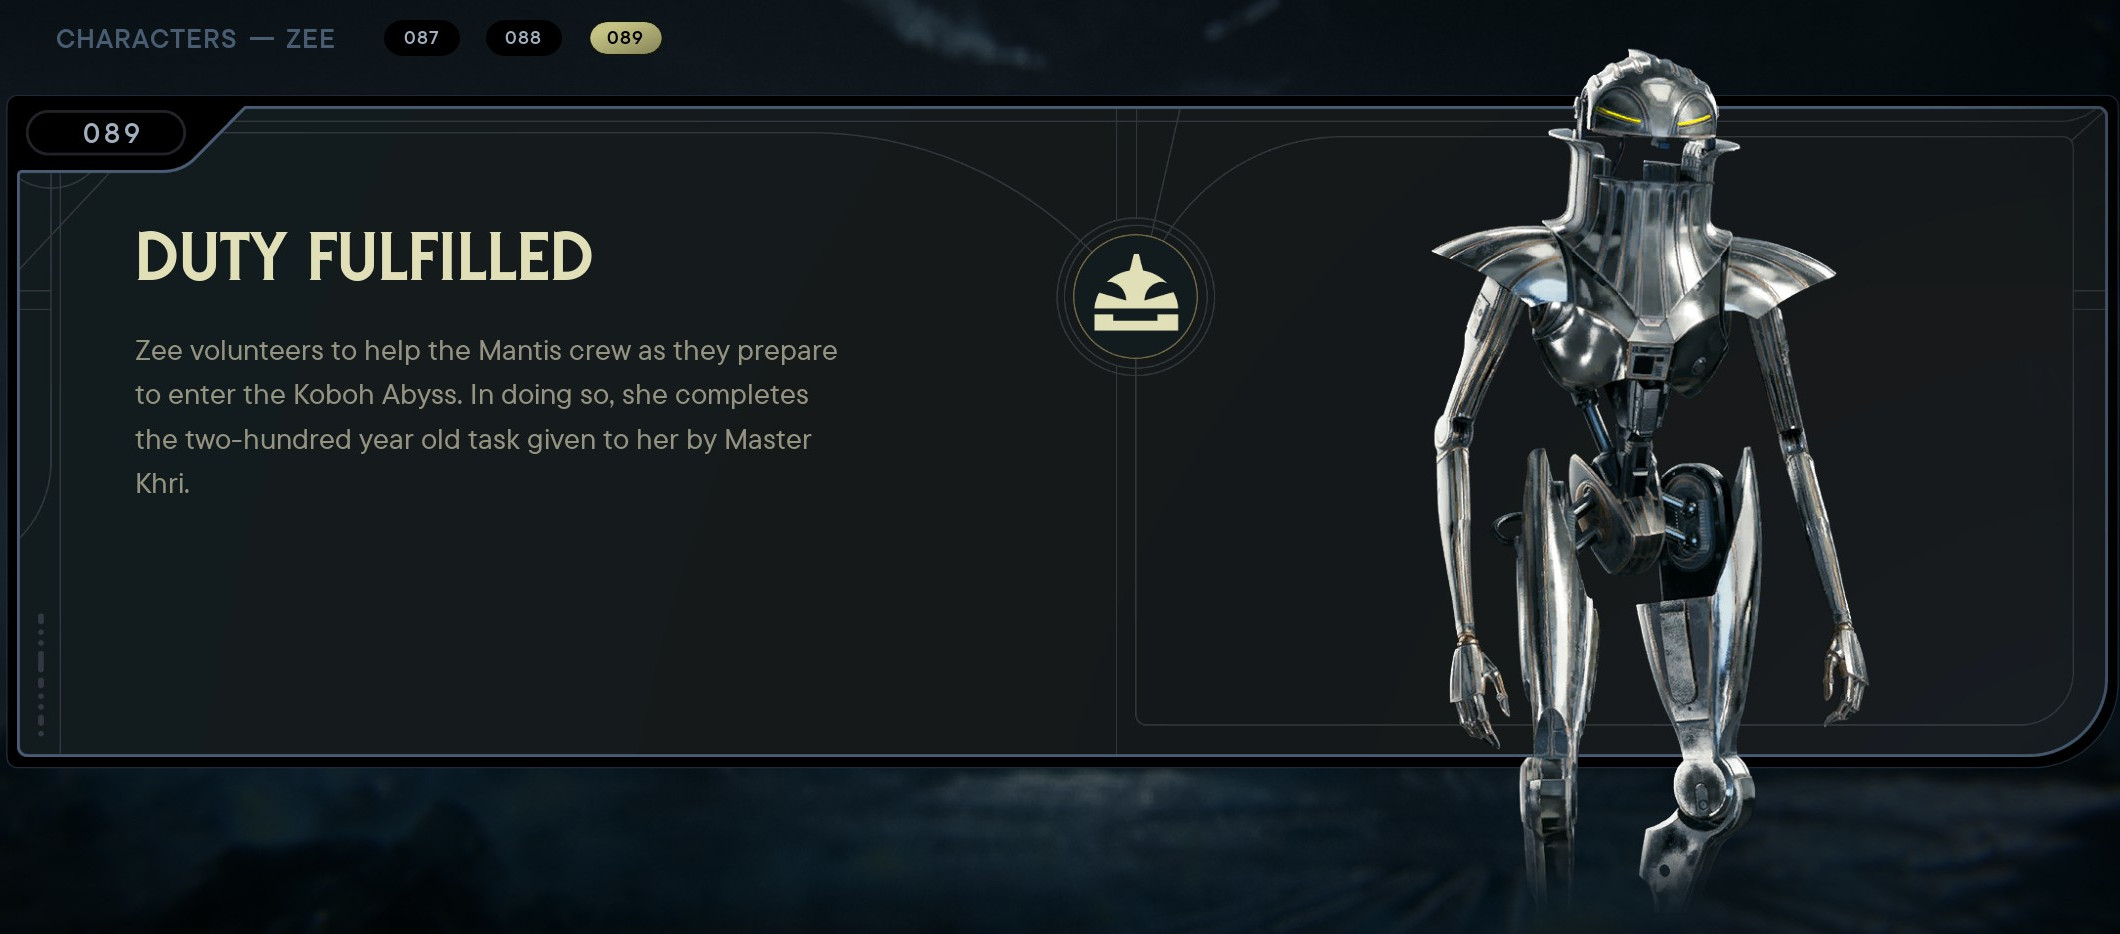 CHARACTERS — ZEE 087 088 089
089
DUTY FULFILLED
Zee volunteers to help the Mantis crew as they prepare
to enter the Koboh Abyss. In doing so, she completes
the two-hundred year old task given to her by Master
Khri.